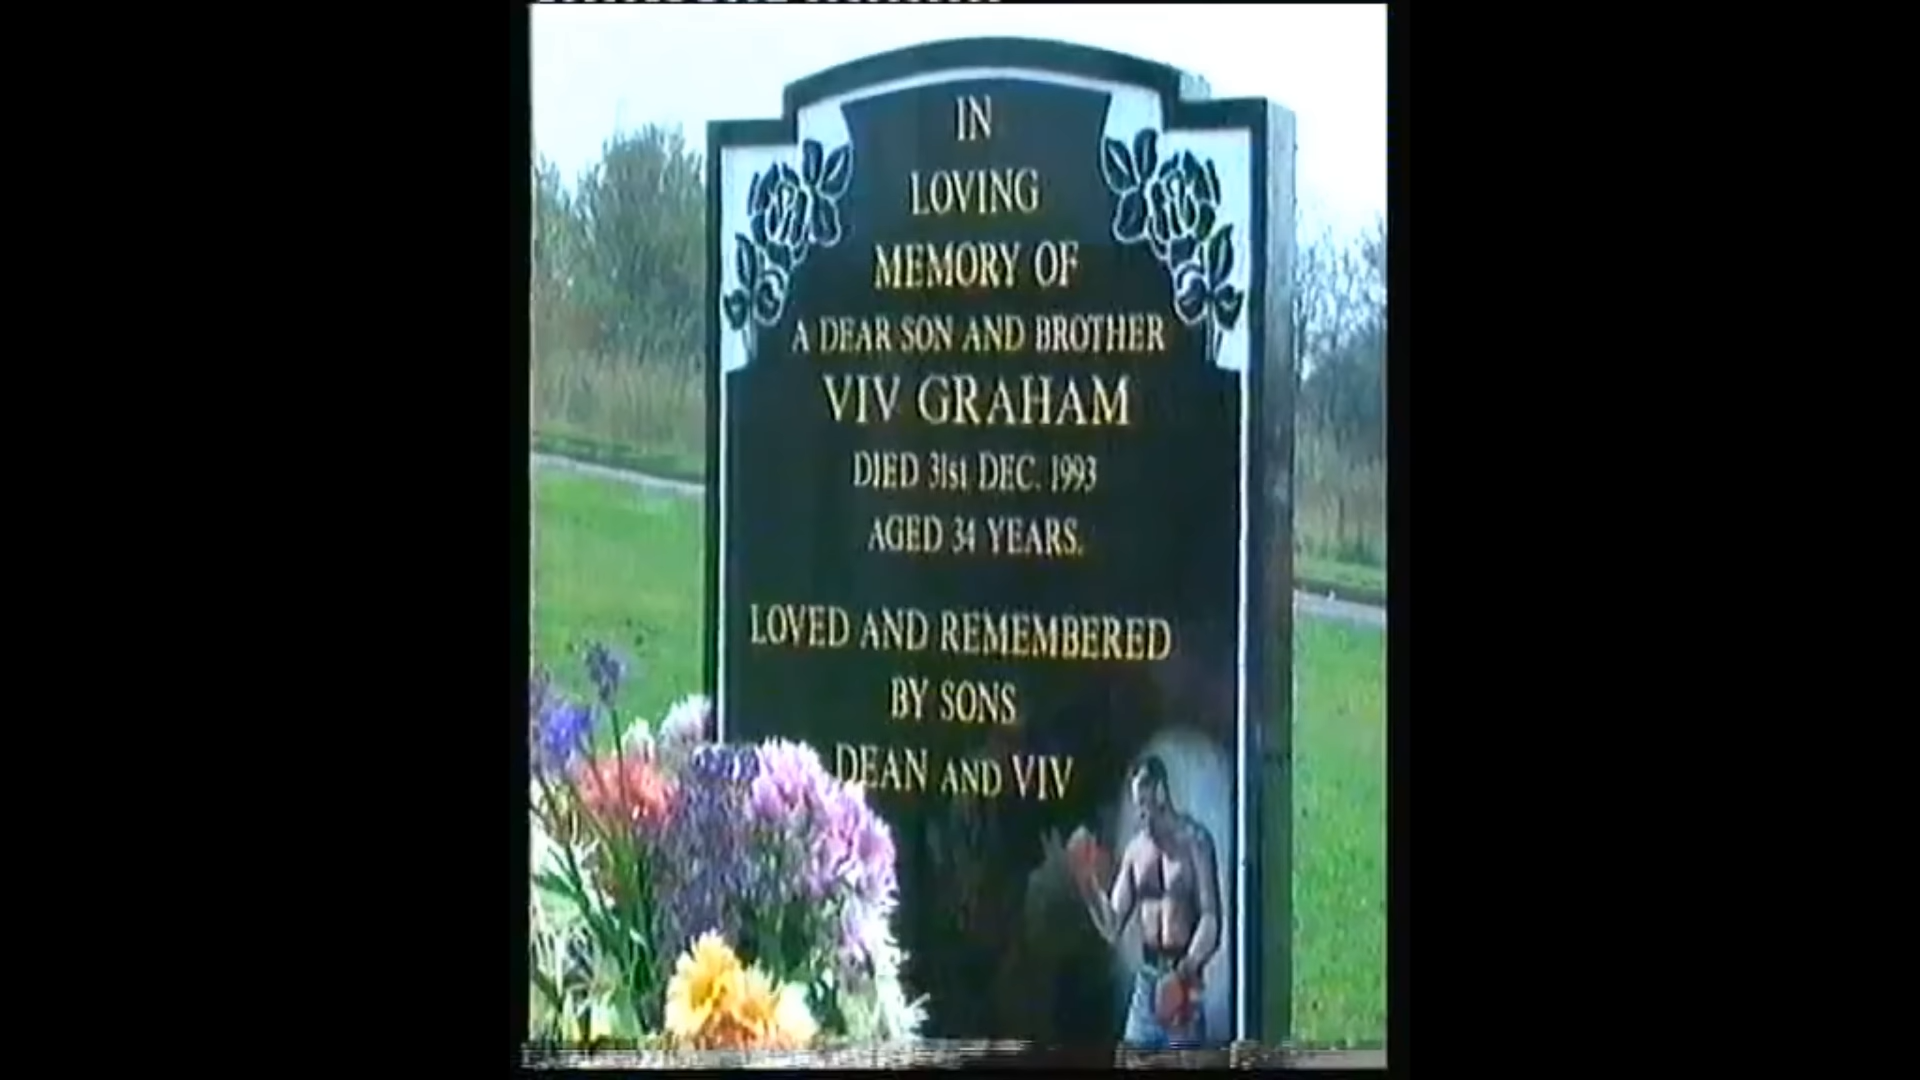 IN
LOVING
MEMORY OF
A DEAR SON AND BROTHER
VIV GRAHAM
DIED 31st DEC. 1993
AGED 34 YEARS.
LOVED AND REMEMBERED
BY SONS
DEAN AND VIV